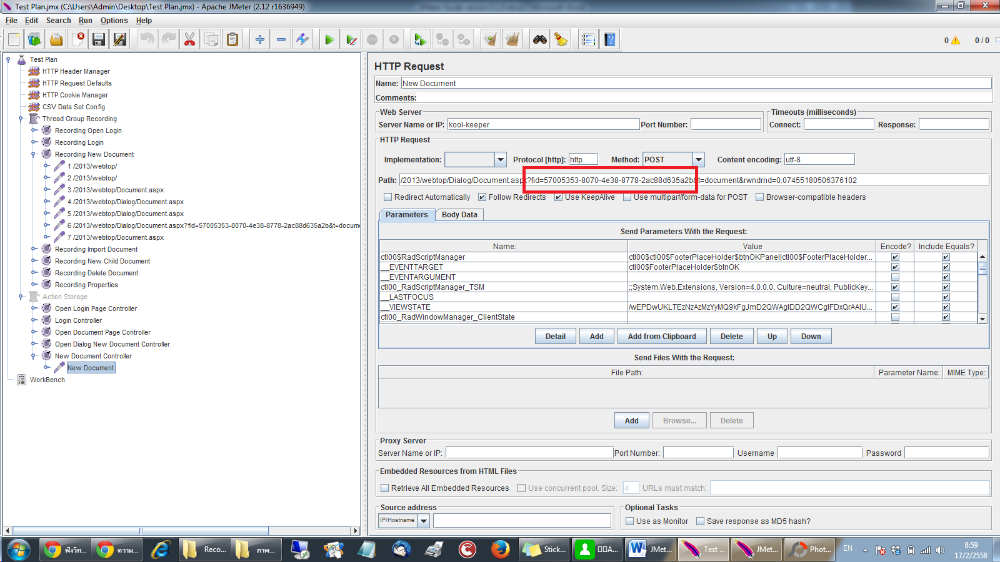 Test Plan.jmx (C:\Users\Admin\Desktop\Test Plan.jmx) - Apache JMeter (2.12 r1636949)
File Edit Search Run Options Help
0 0 / 0
Test Plan
HTTP Header Manager
HTTP Request Defaults
HTTP Cookie Manager
CSV Data Set Config
Thread Group Recording
Recording Open Login
Recording Login
Recording New Document
1 /2013/webtop/
2 /2013/webtop/
3 /2013/webtop/Document.aspx
4 /2013/webtop/Dialog/Document.aspx
5 /2013/webtop/Dialog/Document.aspx
6 /2013/webtop/Dialog/Document.aspx?fid=57005353-8070-4e38-8778-2ac88d635a2b&t=docume
7 /2013/webtop/Document.aspx
Recording Import Document
Recording New Child Document
Recording Delete Document
Recording Properties
Action Storage
Open Login Page Controller
Login Controller
Open Document Page Controller
Open Dialog New Document Controller
New Document Controller
New Document
WorkBench
HTTP Request
Name: New Document
Comments:
Web Server
Server Name or IP: kool-keeper Port Number:
Timeouts (milliseconds)
Connect: Response:
HTTP Request
Implementation: Protocol [http]: http Method: POST Content encoding: utf-8
Path: /2013/webtop/Dialog/Document.aspx?fid=57005353-8070-4e38-8778-2ac88d635a2b&t=document&rwndrnd=0.07455180506376102
Redirect Automatically Follow Redirects Use KeepAlive Use multipart/form-data for POST Browser-compatible headers
Parameters Body Data
Send Parameters With the Request:
Name: Value Encode? Include Equals?
ctl00$RadScriptManager ctl00$ctl00$FooterPlaceHolder$btnOKPanel|ctl00$FooterPlaceHolder...
__EVENTTARGET ctl00$FooterPlaceHolder$btnOK
__EVENTARGUMENT
ctl00_RadScriptManager_TSM ;;System.Web.Extensions, Version=4.0.0.0, Culture=neutral, PublicKey...
__LASTFOCUS
__VIEWSTATE /wEPDwUKLTEzNzAzMzYyMQ9kFgJmD2QWAgIDD2QWCgIFDxQrAAIU...
ctl00_RadWindowManager_ClientState
Detail Add Add from Clipboard Delete Up Down
Send Files With the Request:
File Path: Parameter Name: MIME Type:
Add Browse... Delete
Proxy Server
Server Name or IP: Port Number: Username Password
Embedded Resources from HTML Files
Retrieve All Embedded Resources Use concurrent pool. Size: 4 URLs must match:
Source address
IP/Hostname
Optional Tasks
Use as Monitor Save response as MD5 hash?
ฟังวิท... ความ... Reco... ภาพ... Stick... A... JMet... Test ... JMet... Phot... EN 8:59
17/2/2558